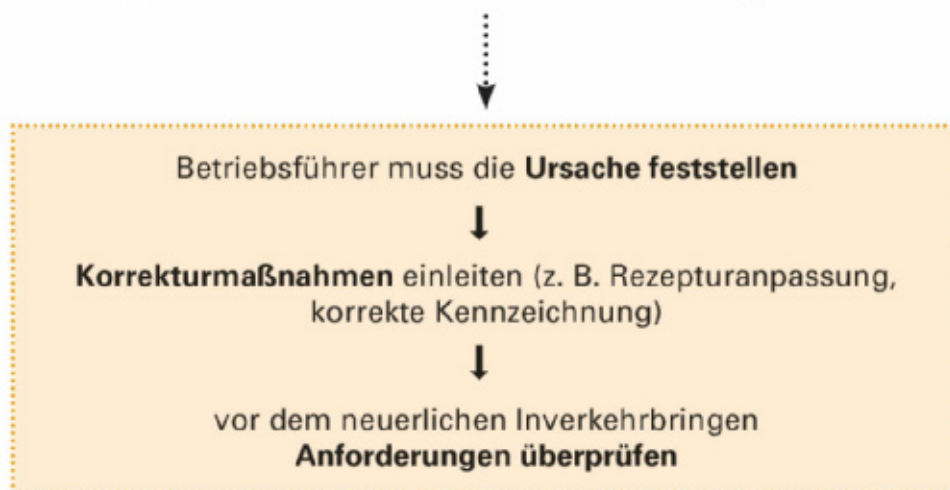 Betriebsführer muss die Ursache feststellen
Korrekturmaßnahmen einleiten (z. B. Rezepturanpassung,
korrekte Kennzeichnung)
vor dem neuerlichen Inverkehrbringen
Anforderungen überprüfen